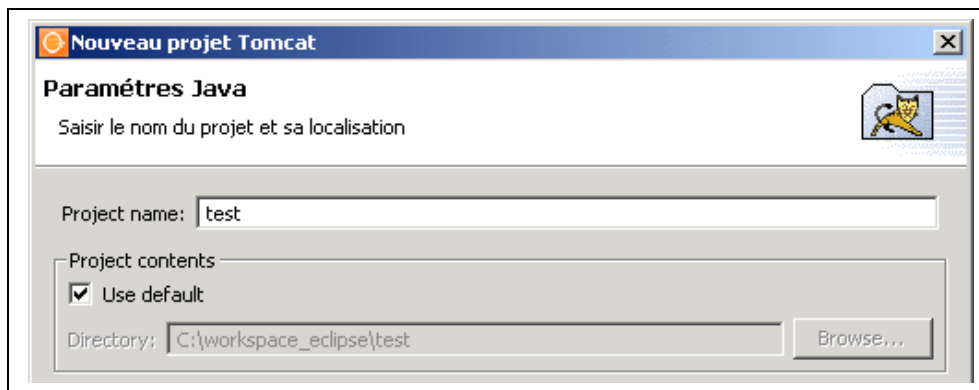 Nouveau projet Tomcat
Paramétres Java
Saisir le nom du projet et sa localisation
Project name: test
Project contents
Use default
Directory: C:\workspace_eclipse\test Browse...